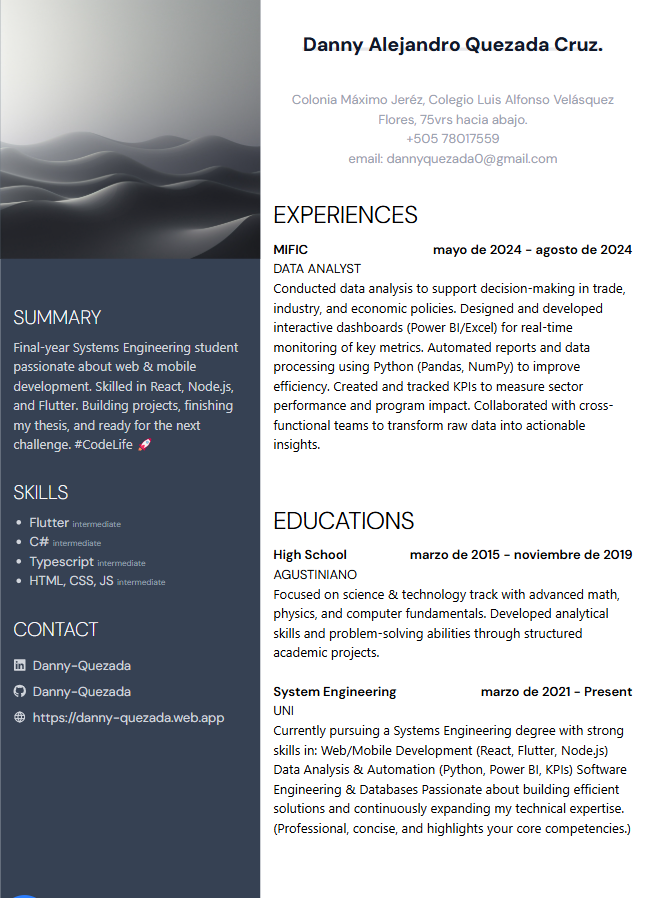 Danny Alejandro Quezada Cruz.
Colonia Máximo Jeréz, Colegio Luis Alfonso Velásquez
Flores, 75vrs hacia abajo.
+505 78017559
email: dannyquezada0@gmail.com
SUMMARY
Final-year Systems Engineering student
passionate about web & mobile
development. Skilled in React, Node.js,
and Flutter. Building projects, finishing
my thesis, and ready for the next
challenge. #CodeLife 🚀
SKILLS
• Flutter intermediate
• C# intermediate
• Typescript intermediate
• HTML, CSS, JS intermediate
CONTACT
Danny-Quezada
Danny-Quezada
https://danny-quezada.web.app
EXPERIENCES
MIFIC mayo de 2024 - agosto de 2024
DATA ANALYST
Conducted data analysis to support decision-making in trade,
industry, and economic policies. Designed and developed
interactive dashboards (Power BI/Excel) for real-time
monitoring of key metrics. Automated reports and data
processing using Python (Pandas, NumPy) to improve
efficiency. Created and tracked KPIs to measure sector
performance and program impact. Collaborated with cross-
functional teams to transform raw data into actionable
insights.
EDUCATIONS
High School marzo de 2015 - noviembre de 2019
AGUSTINIANO
Focused on science & technology track with advanced math,
physics, and computer fundamentals. Developed analytical
skills and problem-solving abilities through structured
academic projects.
System Engineering marzo de 2021 - Present
UNI
Currently pursuing a Systems Engineering degree with strong
skills in: Web/Mobile Development (React, Flutter, Node.js)
Data Analysis & Automation (Python, Power BI, KPIs) Software
Engineering & Databases Passionate about building efficient
solutions and continuously expanding my technical expertise.
(Professional, concise, and highlights your core competencies.)